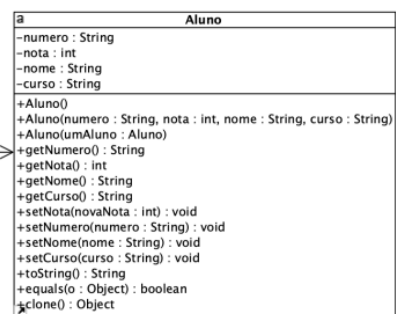 a
Aluno
-numero : String
-nota : int
-nome : String
-curso : String
+Aluno()
+Aluno(numero : String, nota : int, nome : String, curso : String)
+Aluno(umAluno : Aluno)
+getNumero() : String
+getNota() : int
+getNome() : String
+getCurso() : String
+setNota(novaNota : int) : void
+setNumero(numero : String) : void
+setNome(nome : String) : void
+setCurso(curso : String) : void
+toString() : String
+equals(o : Object) : boolean
+clone() : Object